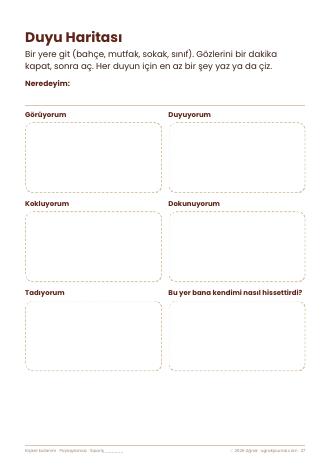 Duyu Haritası
Bir yere git (bahçe, mutfak, sokak, sınıf). Gözlerini bir dakika
kapat, sonra aç. Her duyun için en az bir şey yaz ya da çiz.
Neredeyim:
Görüyorum
Duyuyorum
Kokluyorum
Dokunuyorum
Tadıyorum
Bu yer bana kendimi nasıl hissettirdi?